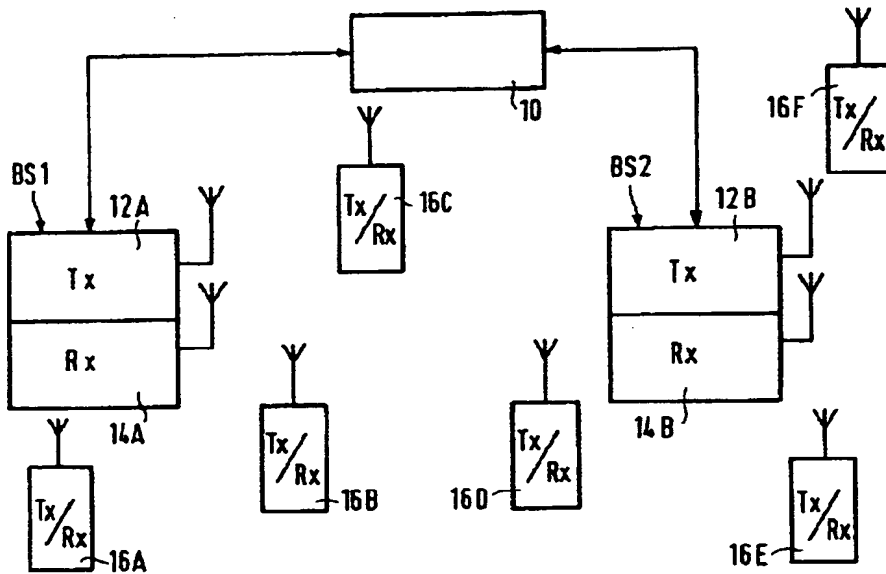 10
16F
Tx/Rx
BS1
12A
16C
Tx/Rx
BS2
12B
Tx
Tx
Rx
Rx
14A
14B
Tx/Rx
16B
Tx/Rx
16D
Tx/Rx
16A
Tx/Rx
16E